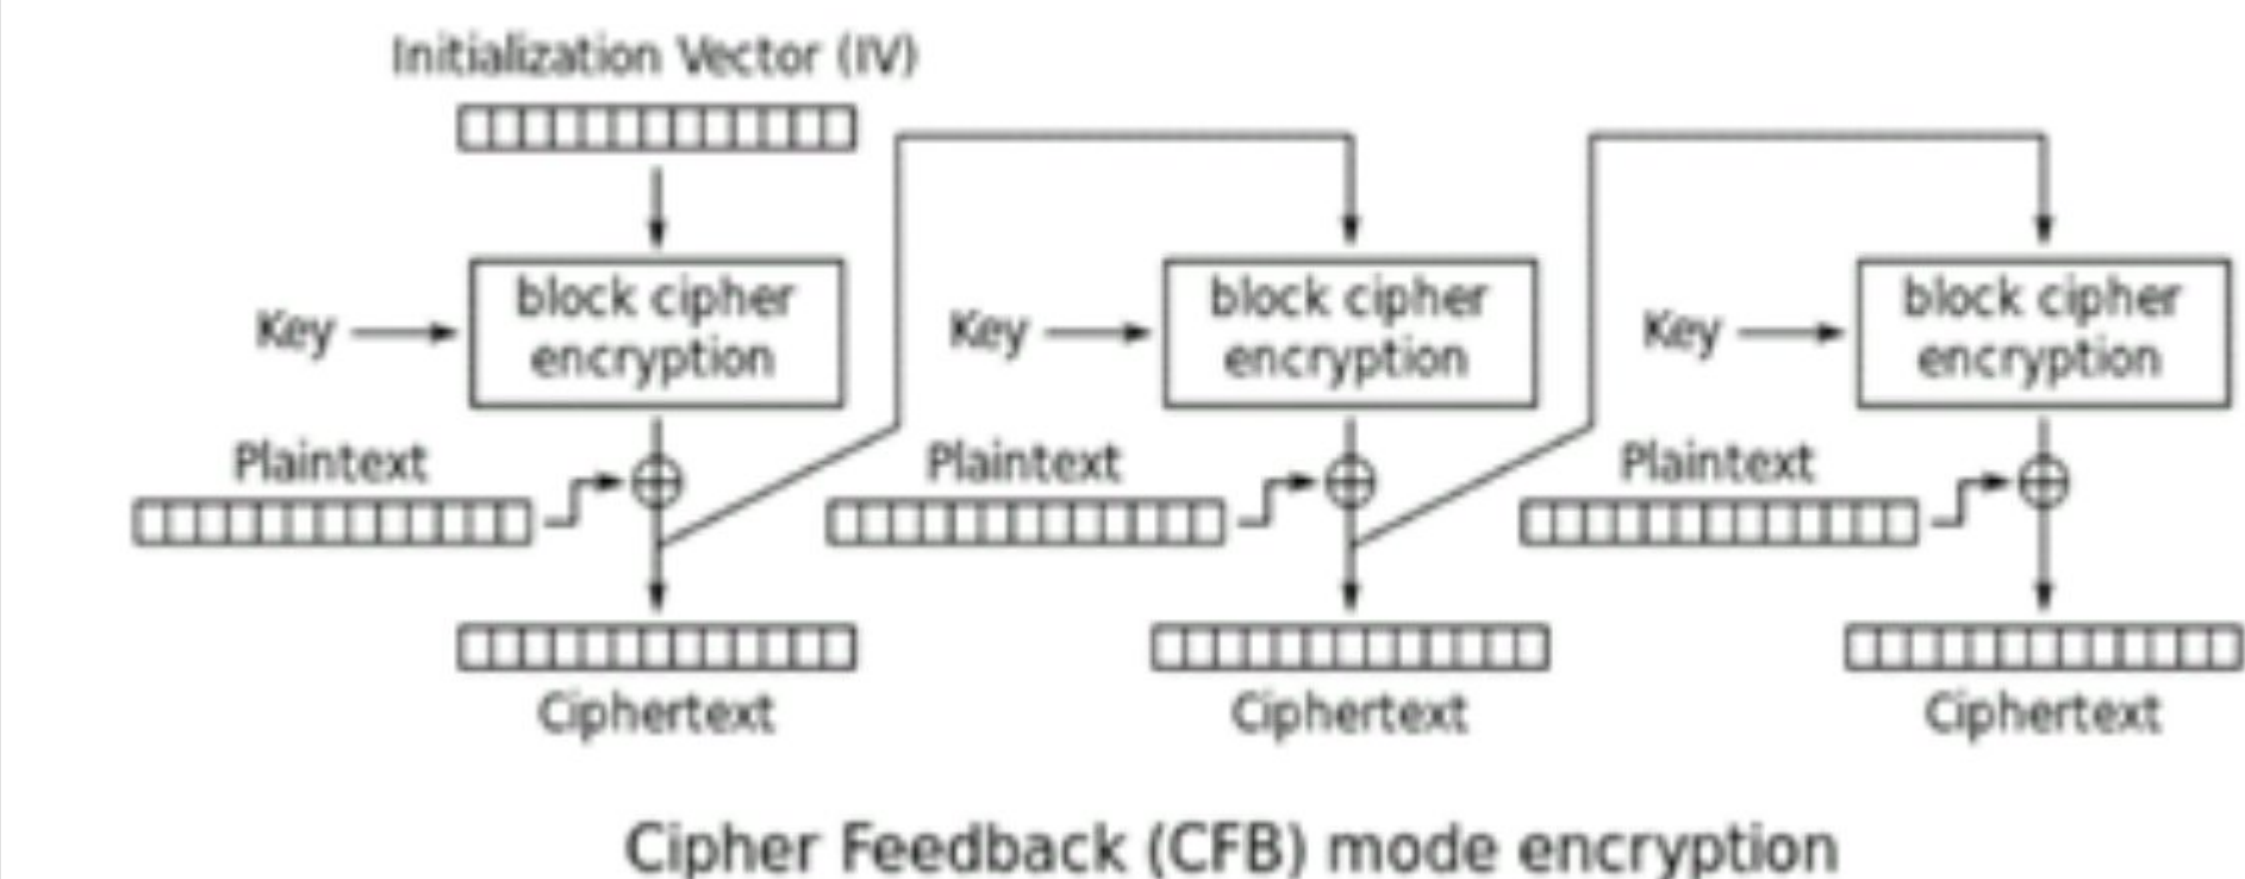 Initialization Vector (IV)
Key
block cipher
encryption
Key
block cipher
encryption
Key
block cipher
encryption
Plaintext
Plaintext
Plaintext
Ciphertext
Ciphertext
Ciphertext
Cipher Feedback (CFB) mode encryption